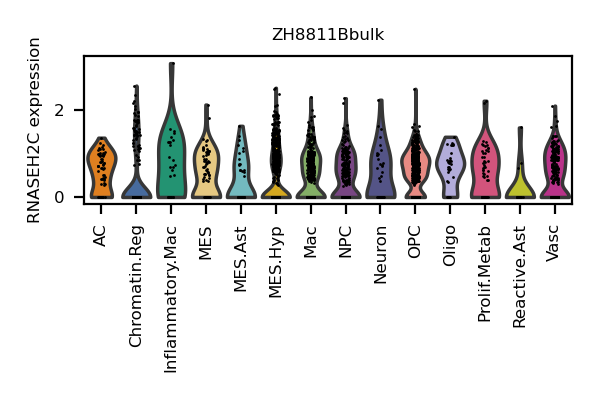 ZH8811Bbulk
RNASEH2C expression
2
0
AC
Chromatin.Reg
Inflammatory.Mac
MES
MES.Ast
MES.Hyp
Mac
NPC
Neuron
OPC
Oligo
Prolif.Metab
Reactive.Ast
Vasc